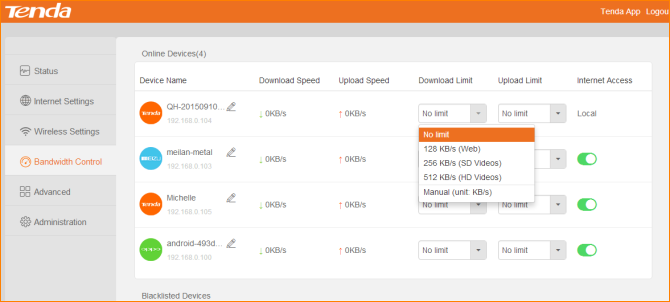 Tenda
Tenda App Logou
Online Devices(4)
Status
Internet Settings
Wireless Settings
Bandwidth Control
Advanced
Administration
Device Name Download Speed Upload Speed Download Limit Upload Limit Internet Access
Tenda QH-20150910...
192.168.0.104
↓ 0KB/s ↑ 0KB/s No limit No limit Local
No limit
128 KB/s (Web)
256 KB/s (SD Videos)
512 KB/s (HD Videos)
Manual (unit: KB/s)
meilan-metal
192.168.0.103
↓ 0KB/s ↑ 0KB/s
Tenda Michelle
192.168.0.105
↓ 0KB/s ↑ 0KB/s No limit No limit
android-493d...
192.168.0.100
↓ 0KB/s ↑ 0KB/s No limit No limit
Blacklisted Devices